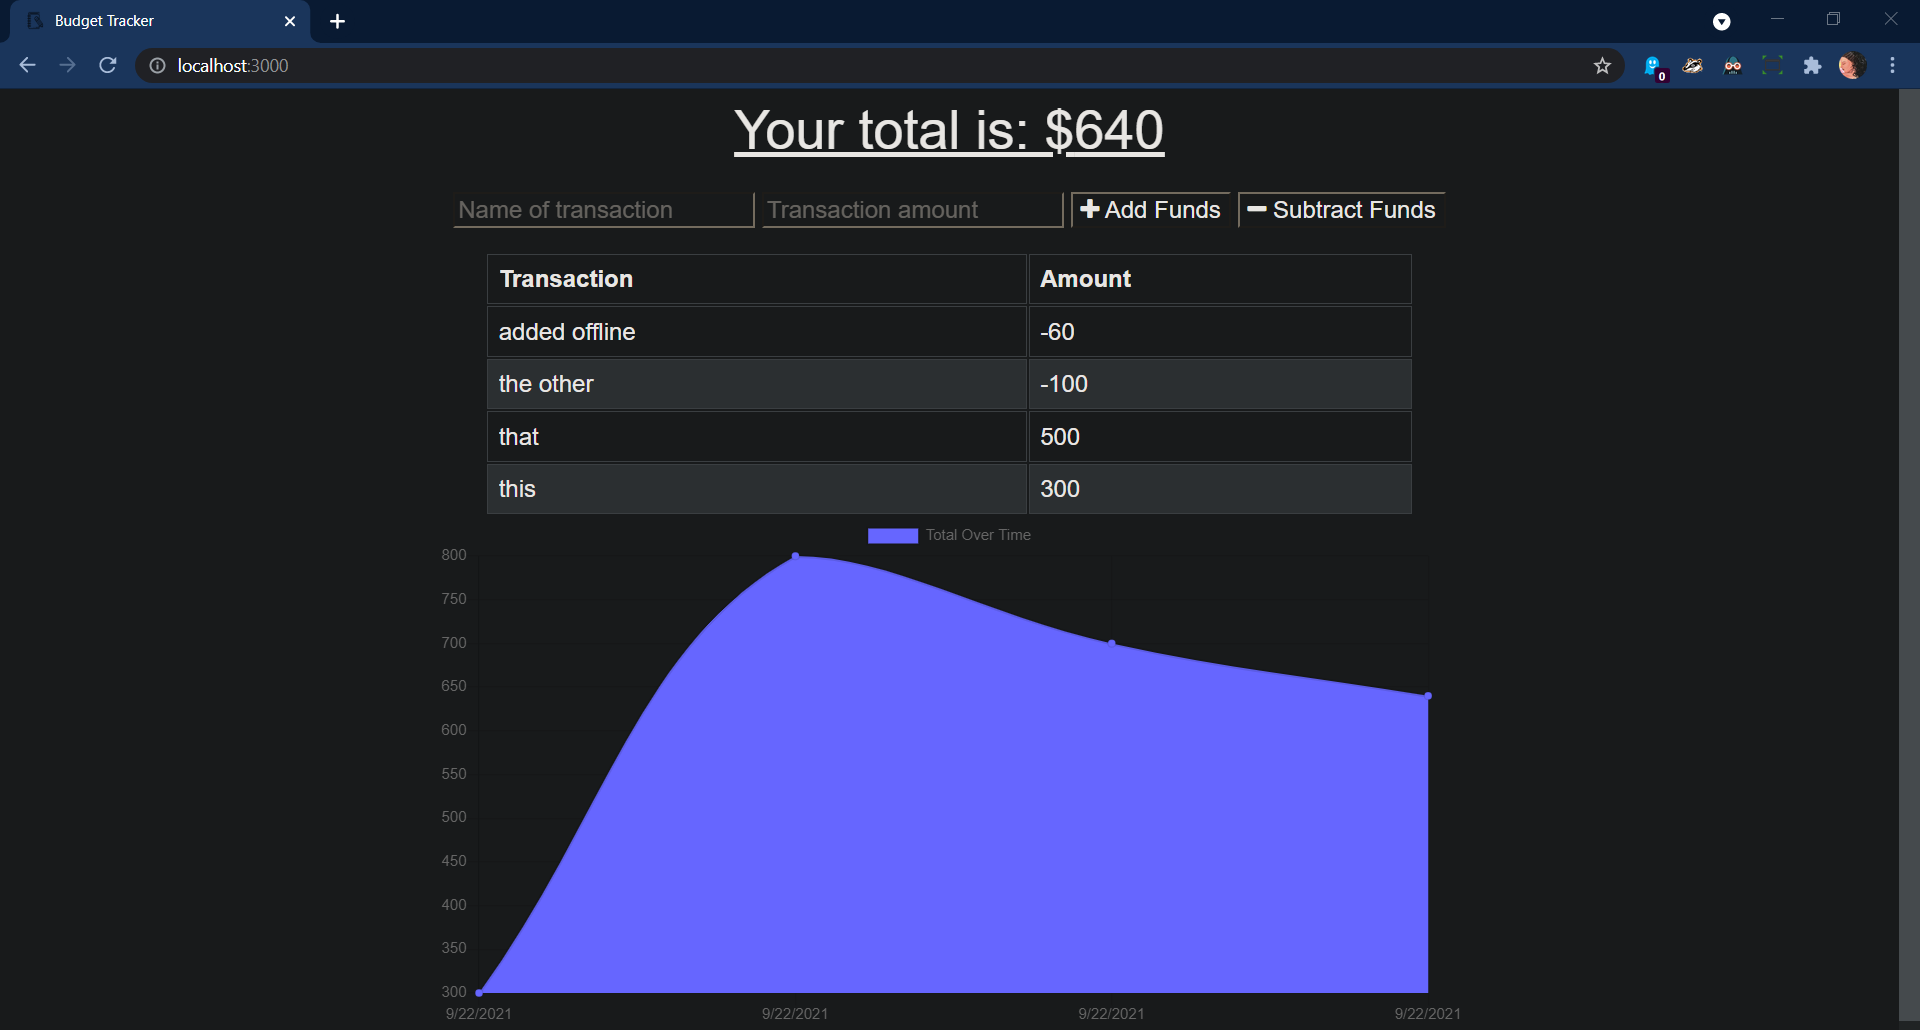 Budget Tracker
localhost:3000
0
Your total is: $640
Name of transaction Transaction amount Add Funds Subtract Funds
Transaction Amount
added offline -60
the other -100
that 500
this 300
Total Over Time
800
750
700
650
600
550
500
450
400
350
300
9/22/2021 9/22/2021 9/22/2021 9/22/2021